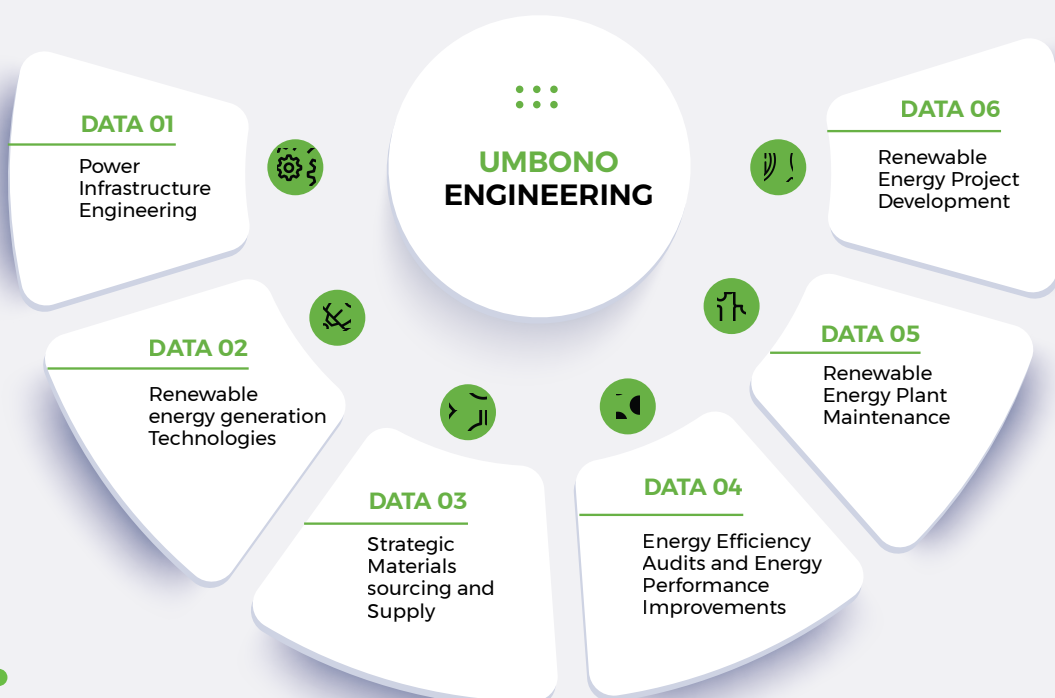 UMBONO
ENGINEERING
DATA 01
Power
Infrastructure
Engineering
DATA 02
Renewable
energy generation
Technologies
DATA 03
Strategic
Materials
sourcing and
Supply
DATA 04
Energy Efficiency
Audits and Energy
Performance
Improvements
DATA 05
Renewable
Energy Plant
Maintenance
DATA 06
Renewable
Energy Project
Development